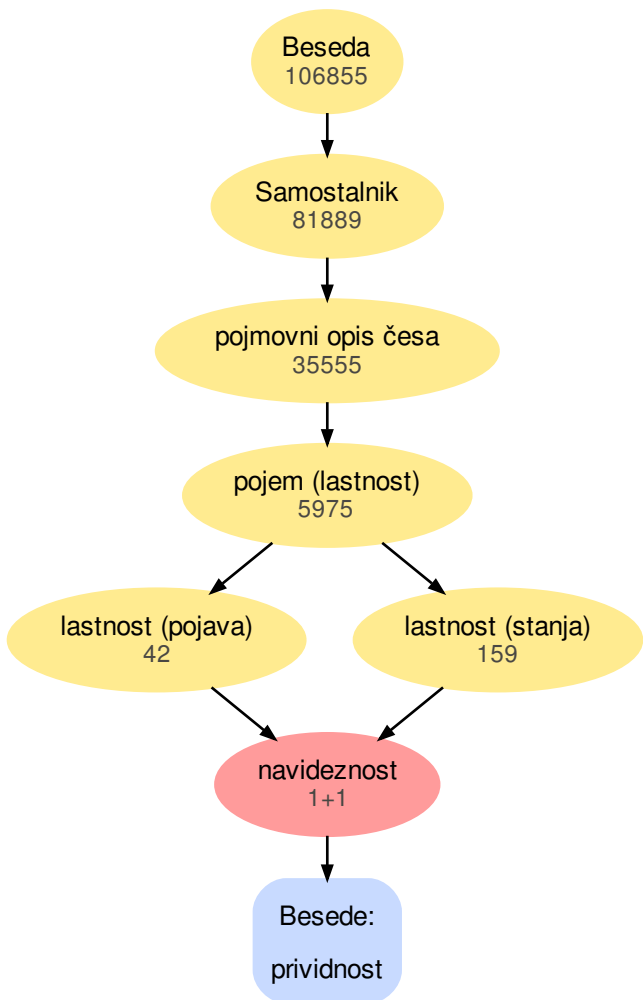 Beseda
106855
Samostalnik
81889
pojmovni opis česa
35555
pojem (lastnost)
5975
lastnost (pojava)
42
lastnost (stanja)
159
navideznost
1+1
Besede:
prividnost